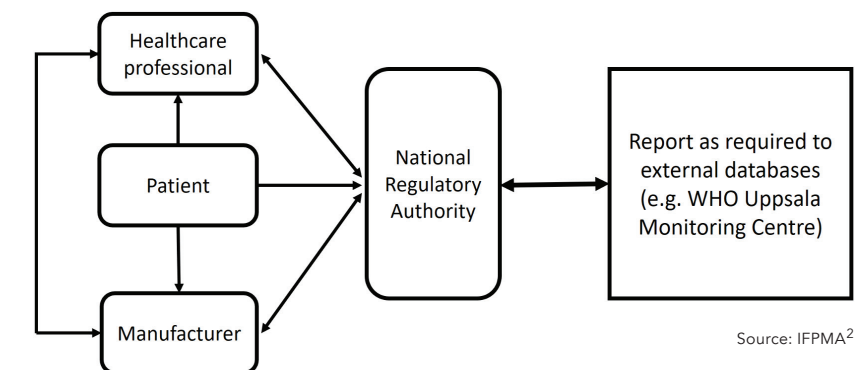 Healthcare
professional
Patient
Manufacturer
National
Regulatory
Authority
Report as required to
external databases
(e.g. WHO Uppsala
Monitoring Centre)
Source: IFPMA2